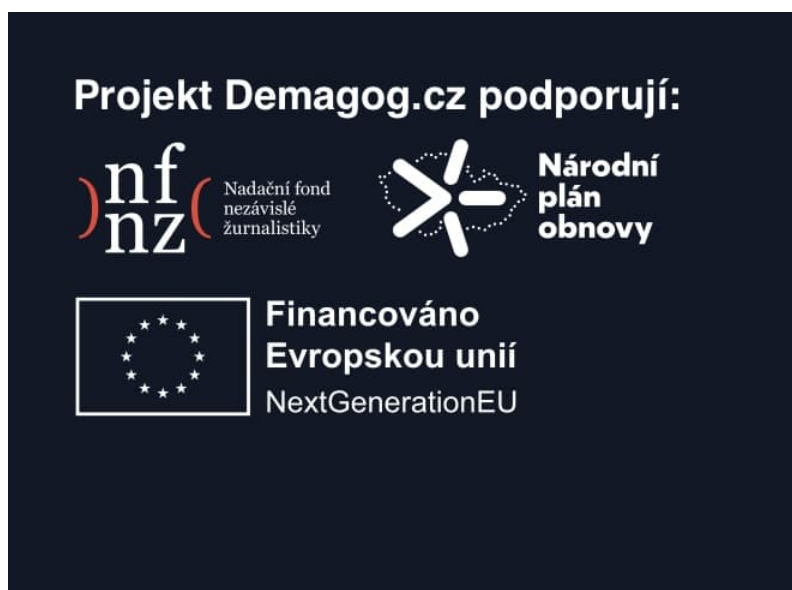 Projekt Demagog.cz podporují:
nf
nz
Nadační fond
nezávislé
žurnalistiky
Národní
plán
obnovy
Financováno
Evropskou unií
NextGenerationEU